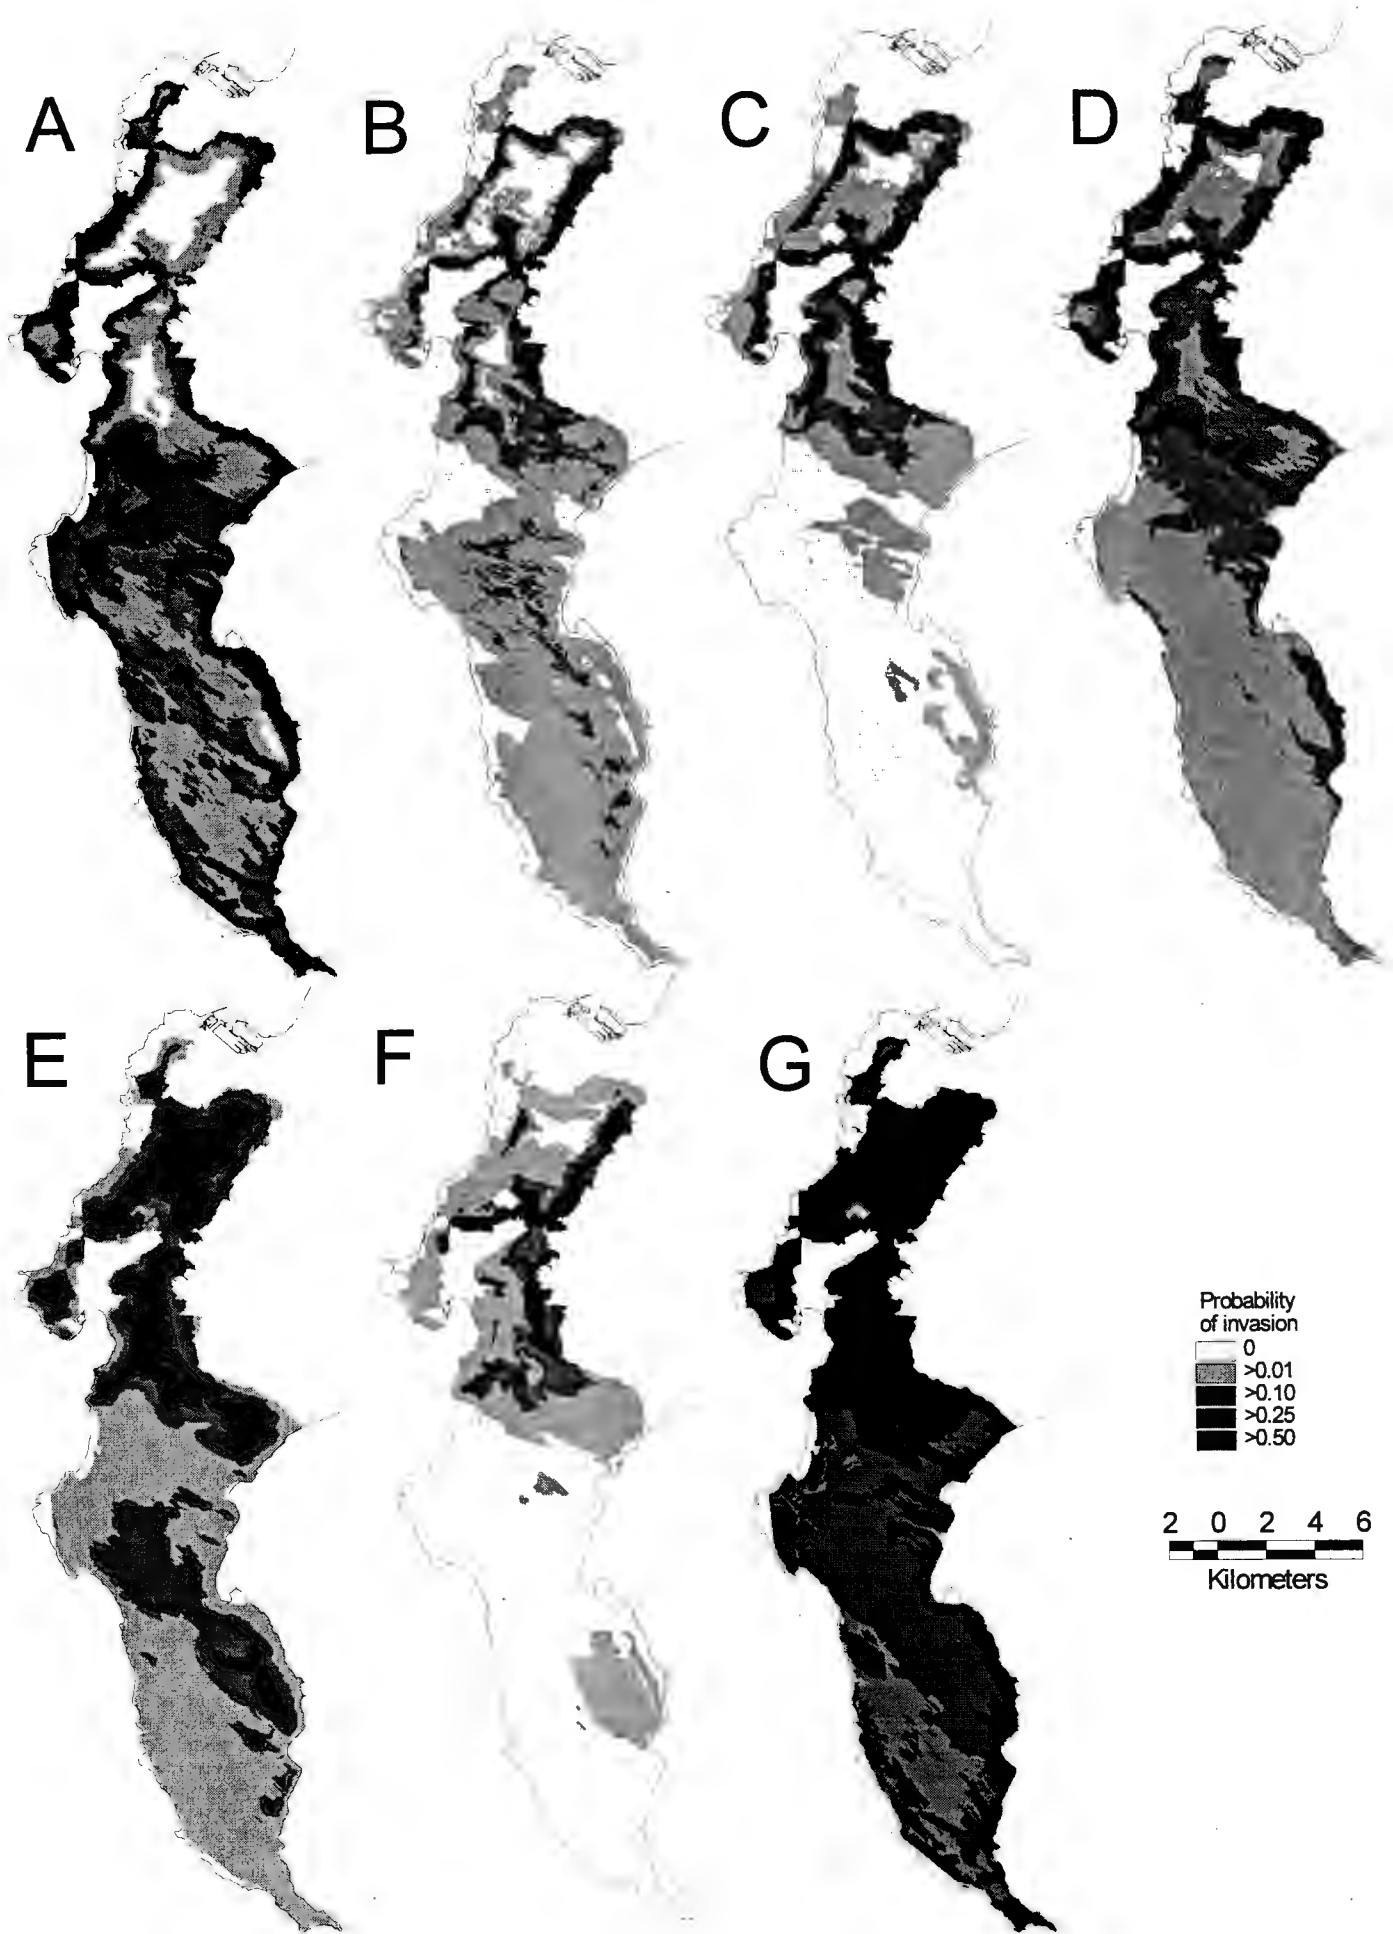 A
B
C
D
E
F
G
Probability
of invasion
0
>0.01
>0.10
>0.25
>0.50
2 0 2 4 6
Kilometers